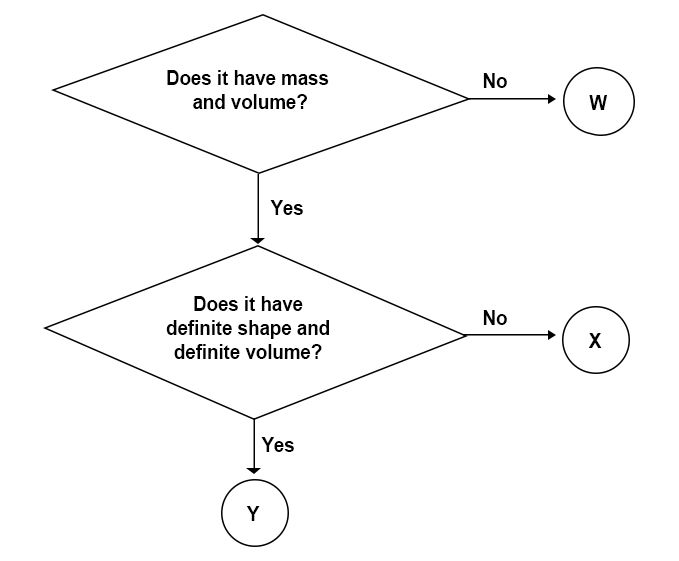 Does it have mass
and volume?
No
W
Yes
Does it have
definite shape and
definite volume?
No
X
Yes
Y